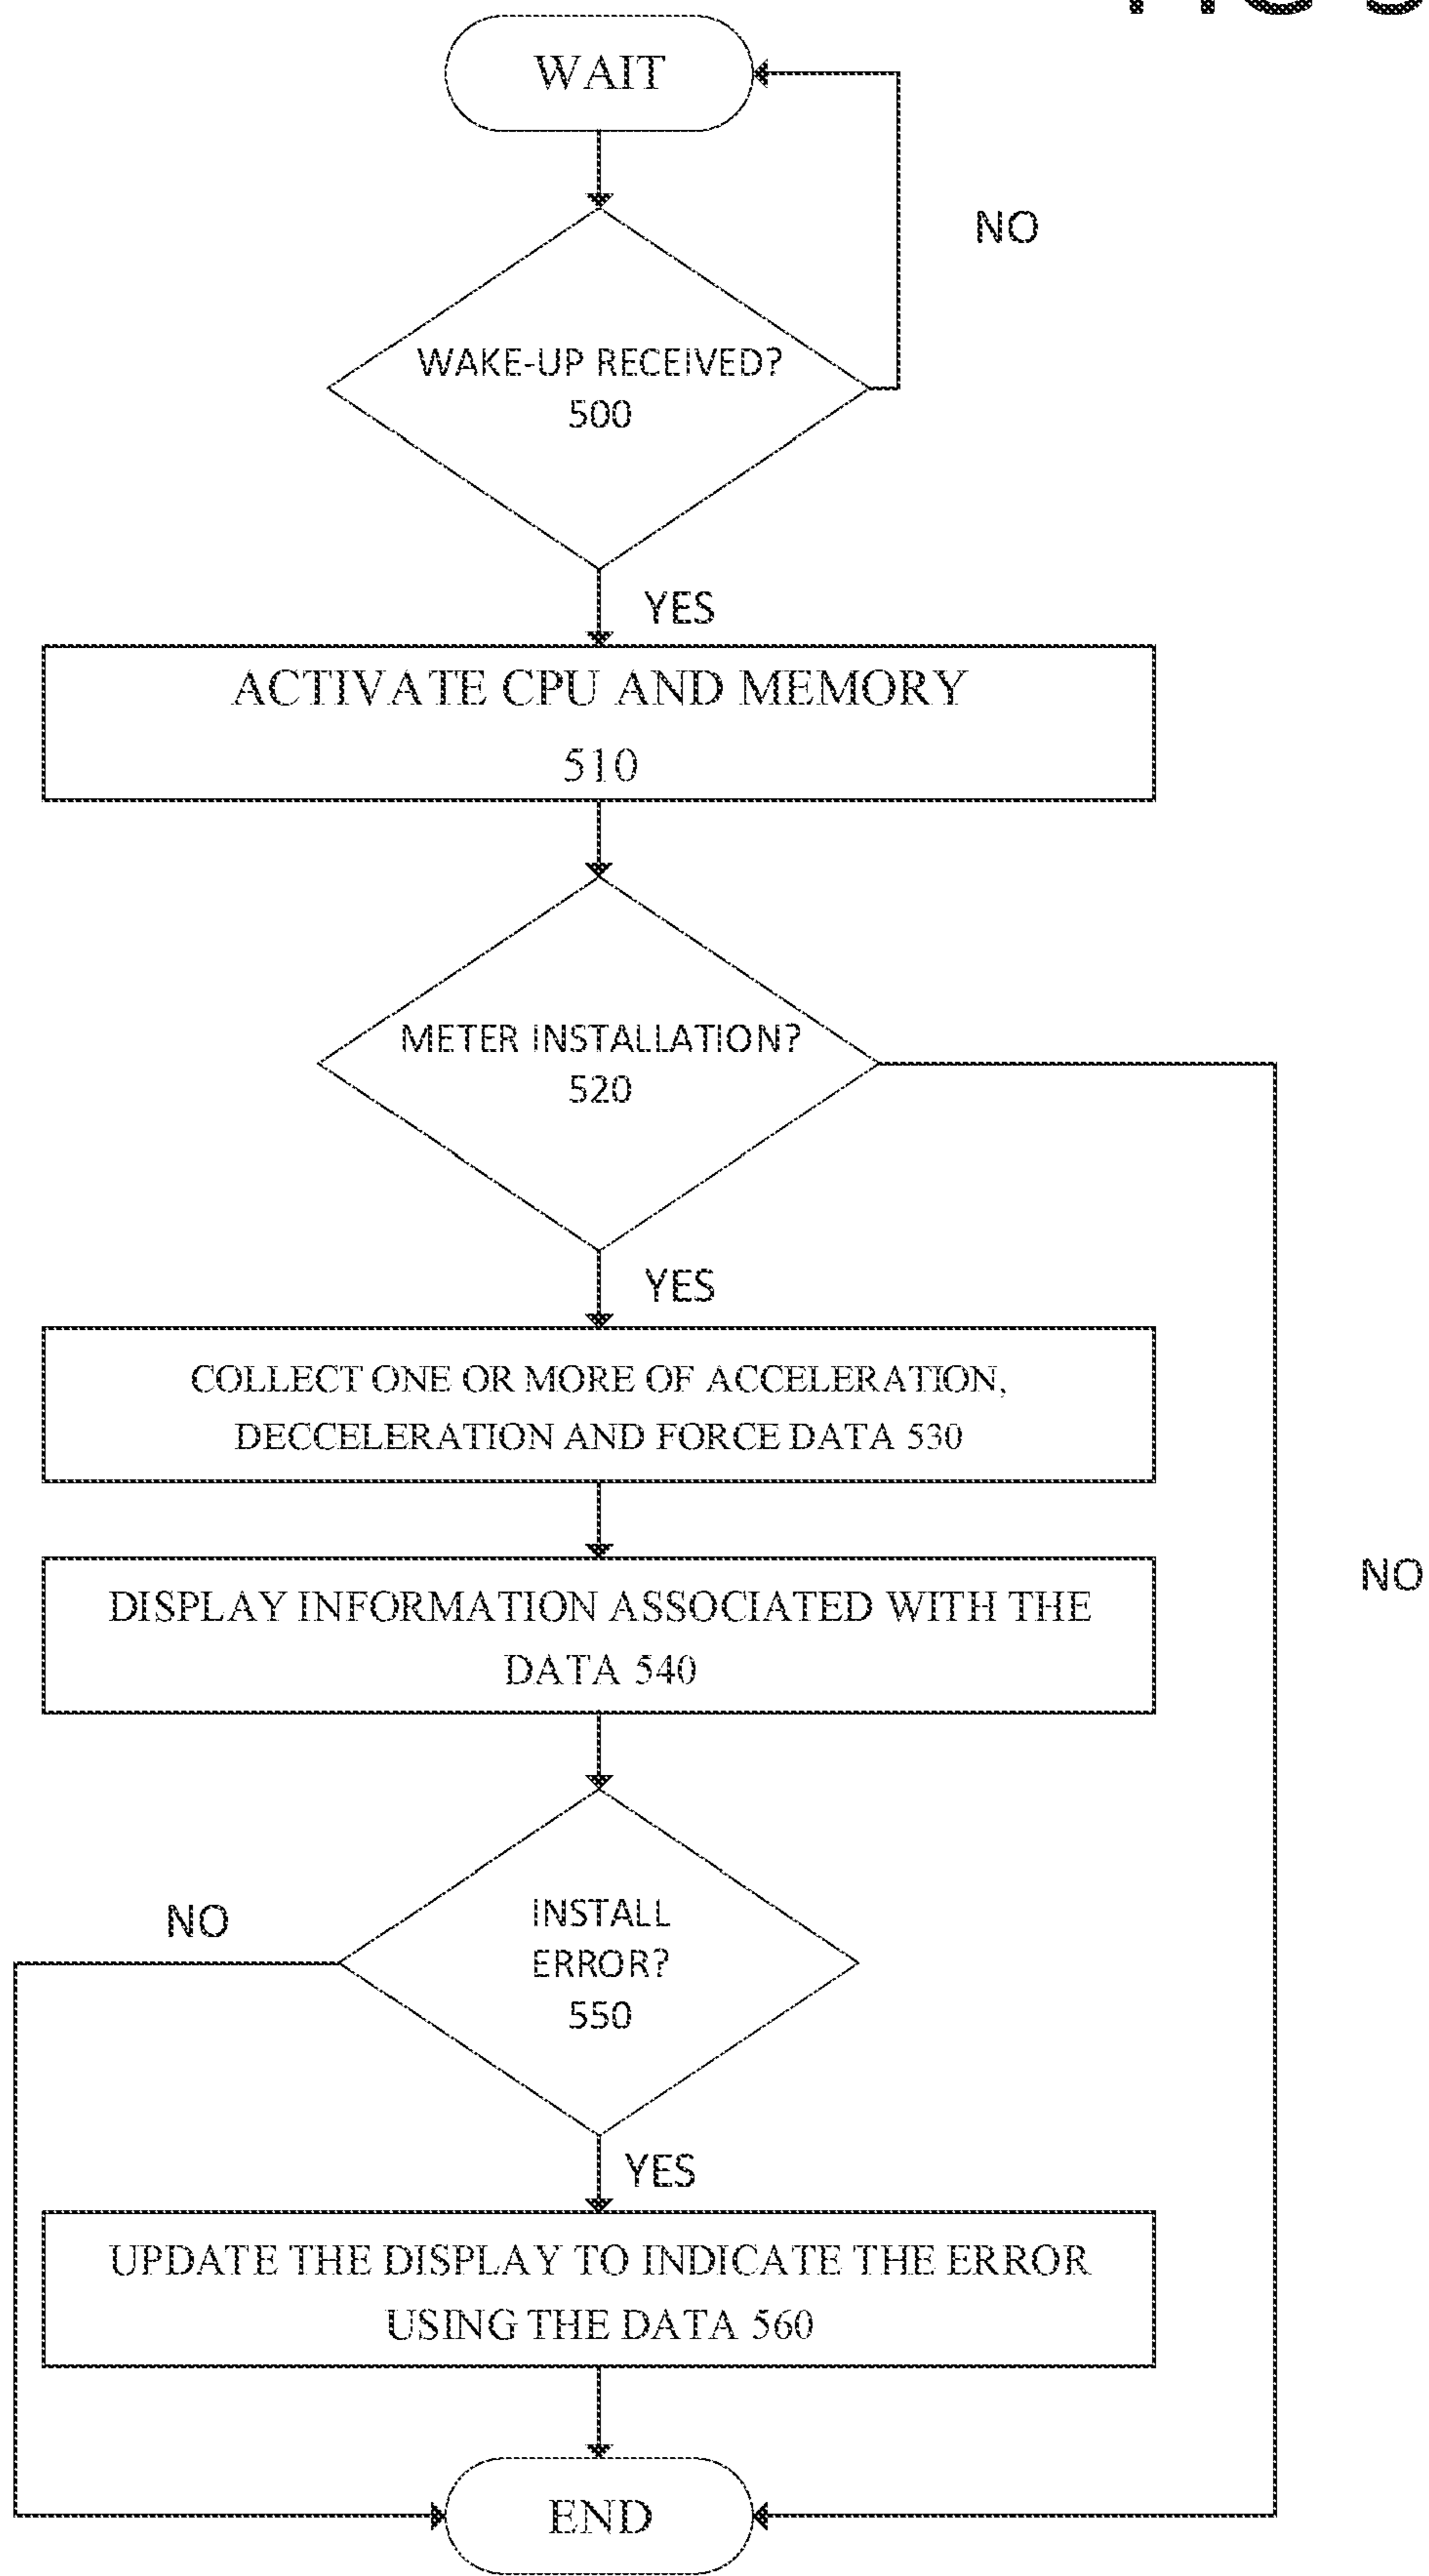 WAIT
NO
WAKE-UP RECEIVED?
500
YES
ACTIVATE CPU AND MEMORY
510
METER INSTALLATION?
520
YES
COLLECT ONE OR MORE OF ACCELERATION,
DECCELERATION AND FORCE DATA 530
DISPLAY INFORMATION ASSOCIATED WITH THE
DATA 540
NO
INSTALL
ERROR?
550
NO
YES
UPDATE THE DISPLAY TO INDICATE THE ERROR
USING THE DATA 560
END